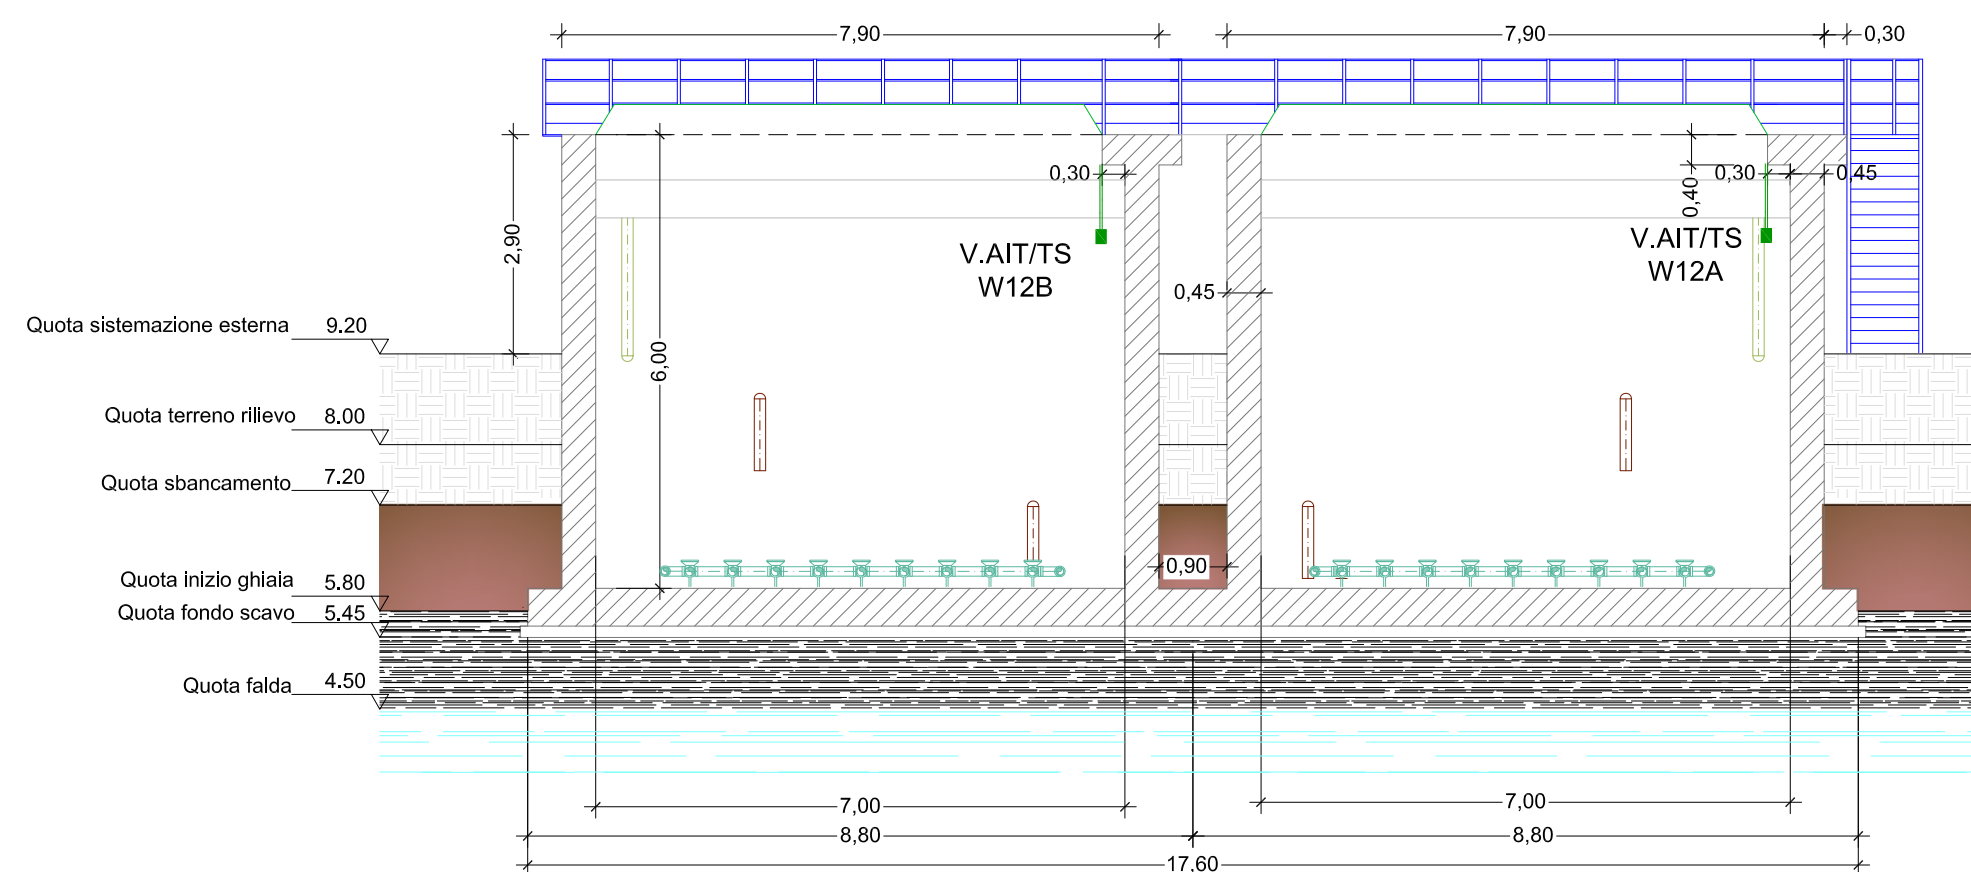 7,90
7,90
0,30
0,30
0,40
0,30
0,45
2,90
V.AIT/TS
W12B
V.AIT/TS
W12A
0,45
Quota sistemazione esterna 9.20
6,00
Quota terreno rilievo 8.00
Quota sbancamento 7.20
0,90
Quota inizio ghiaia 5.80
Quota fondo scavo 5.45
Quota falda 4.50
7,00
7,00
8,80
8,80
17,60